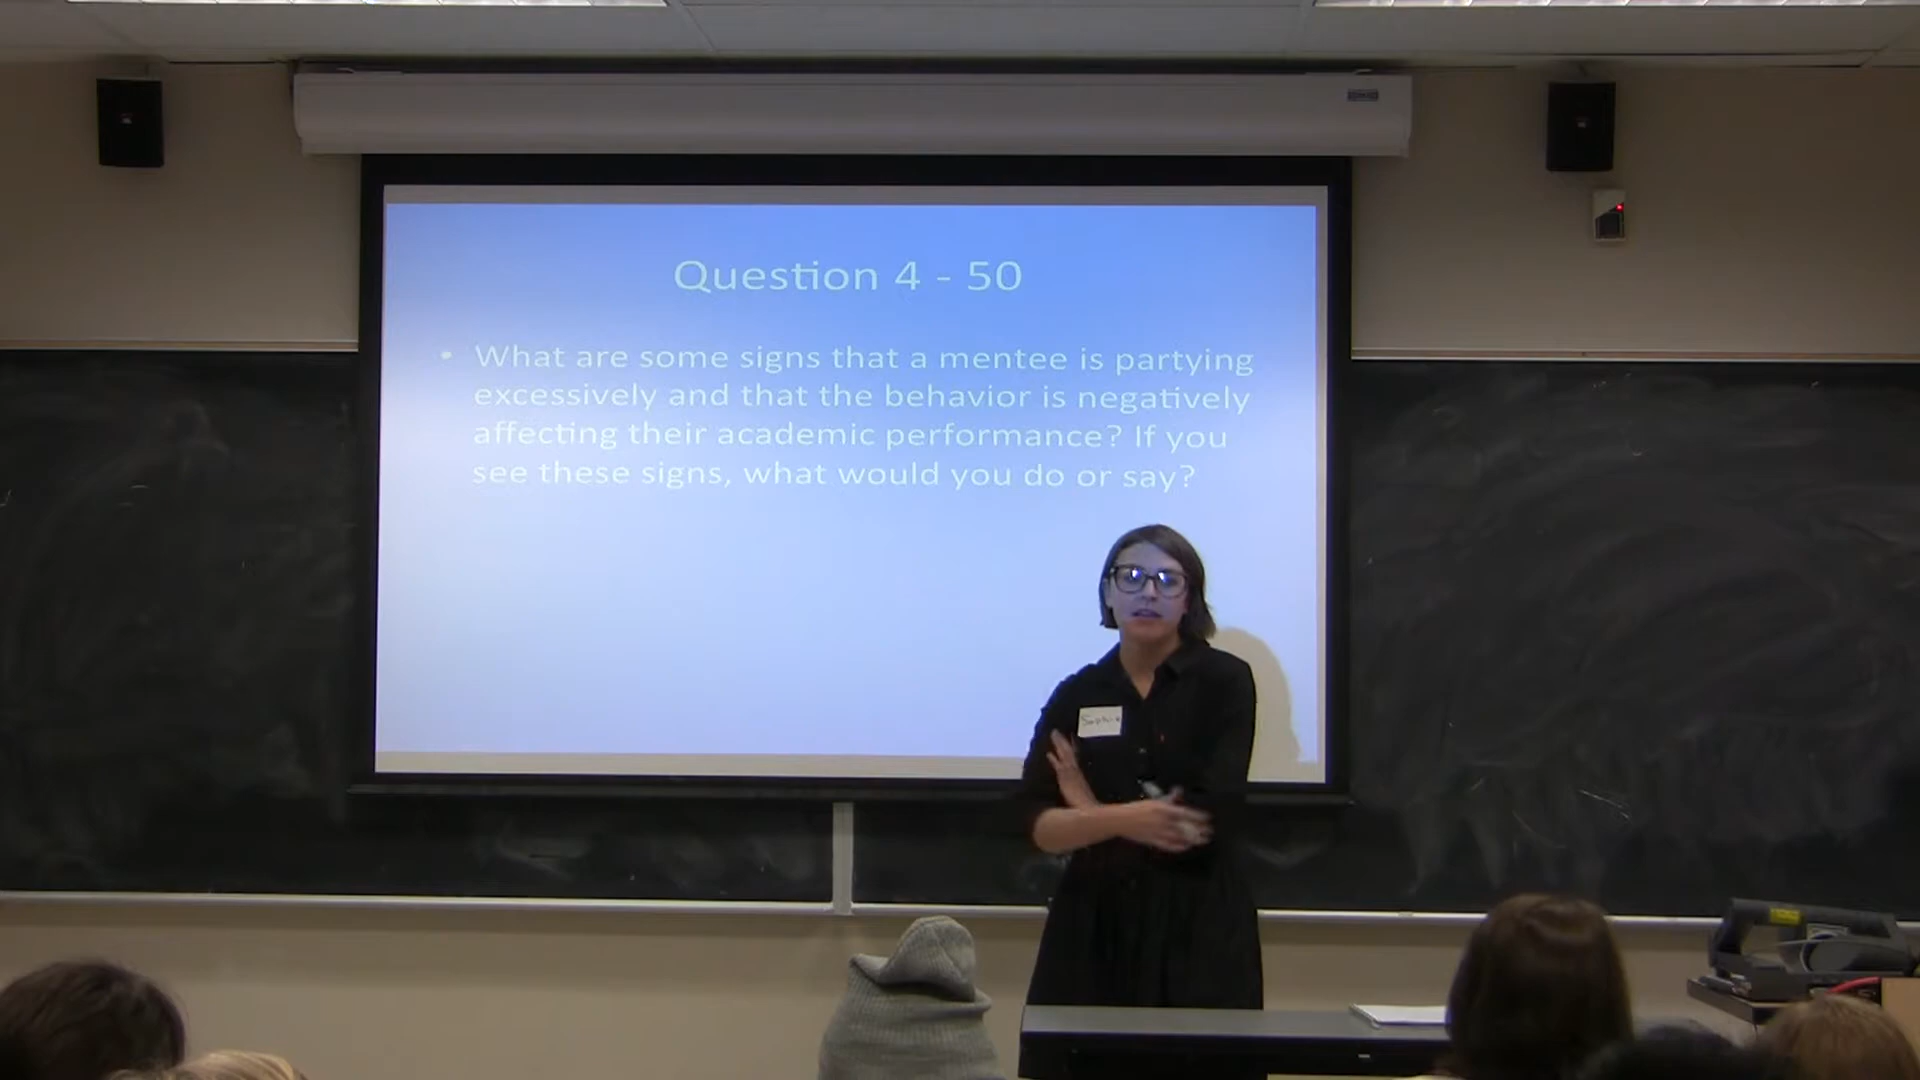 Question 4 - 50
• What are some signs that a mentee is partying
excessively and that the behavior is negatively
affecting their academic performance? If you
see these signs, what would you do or say?
Sophie